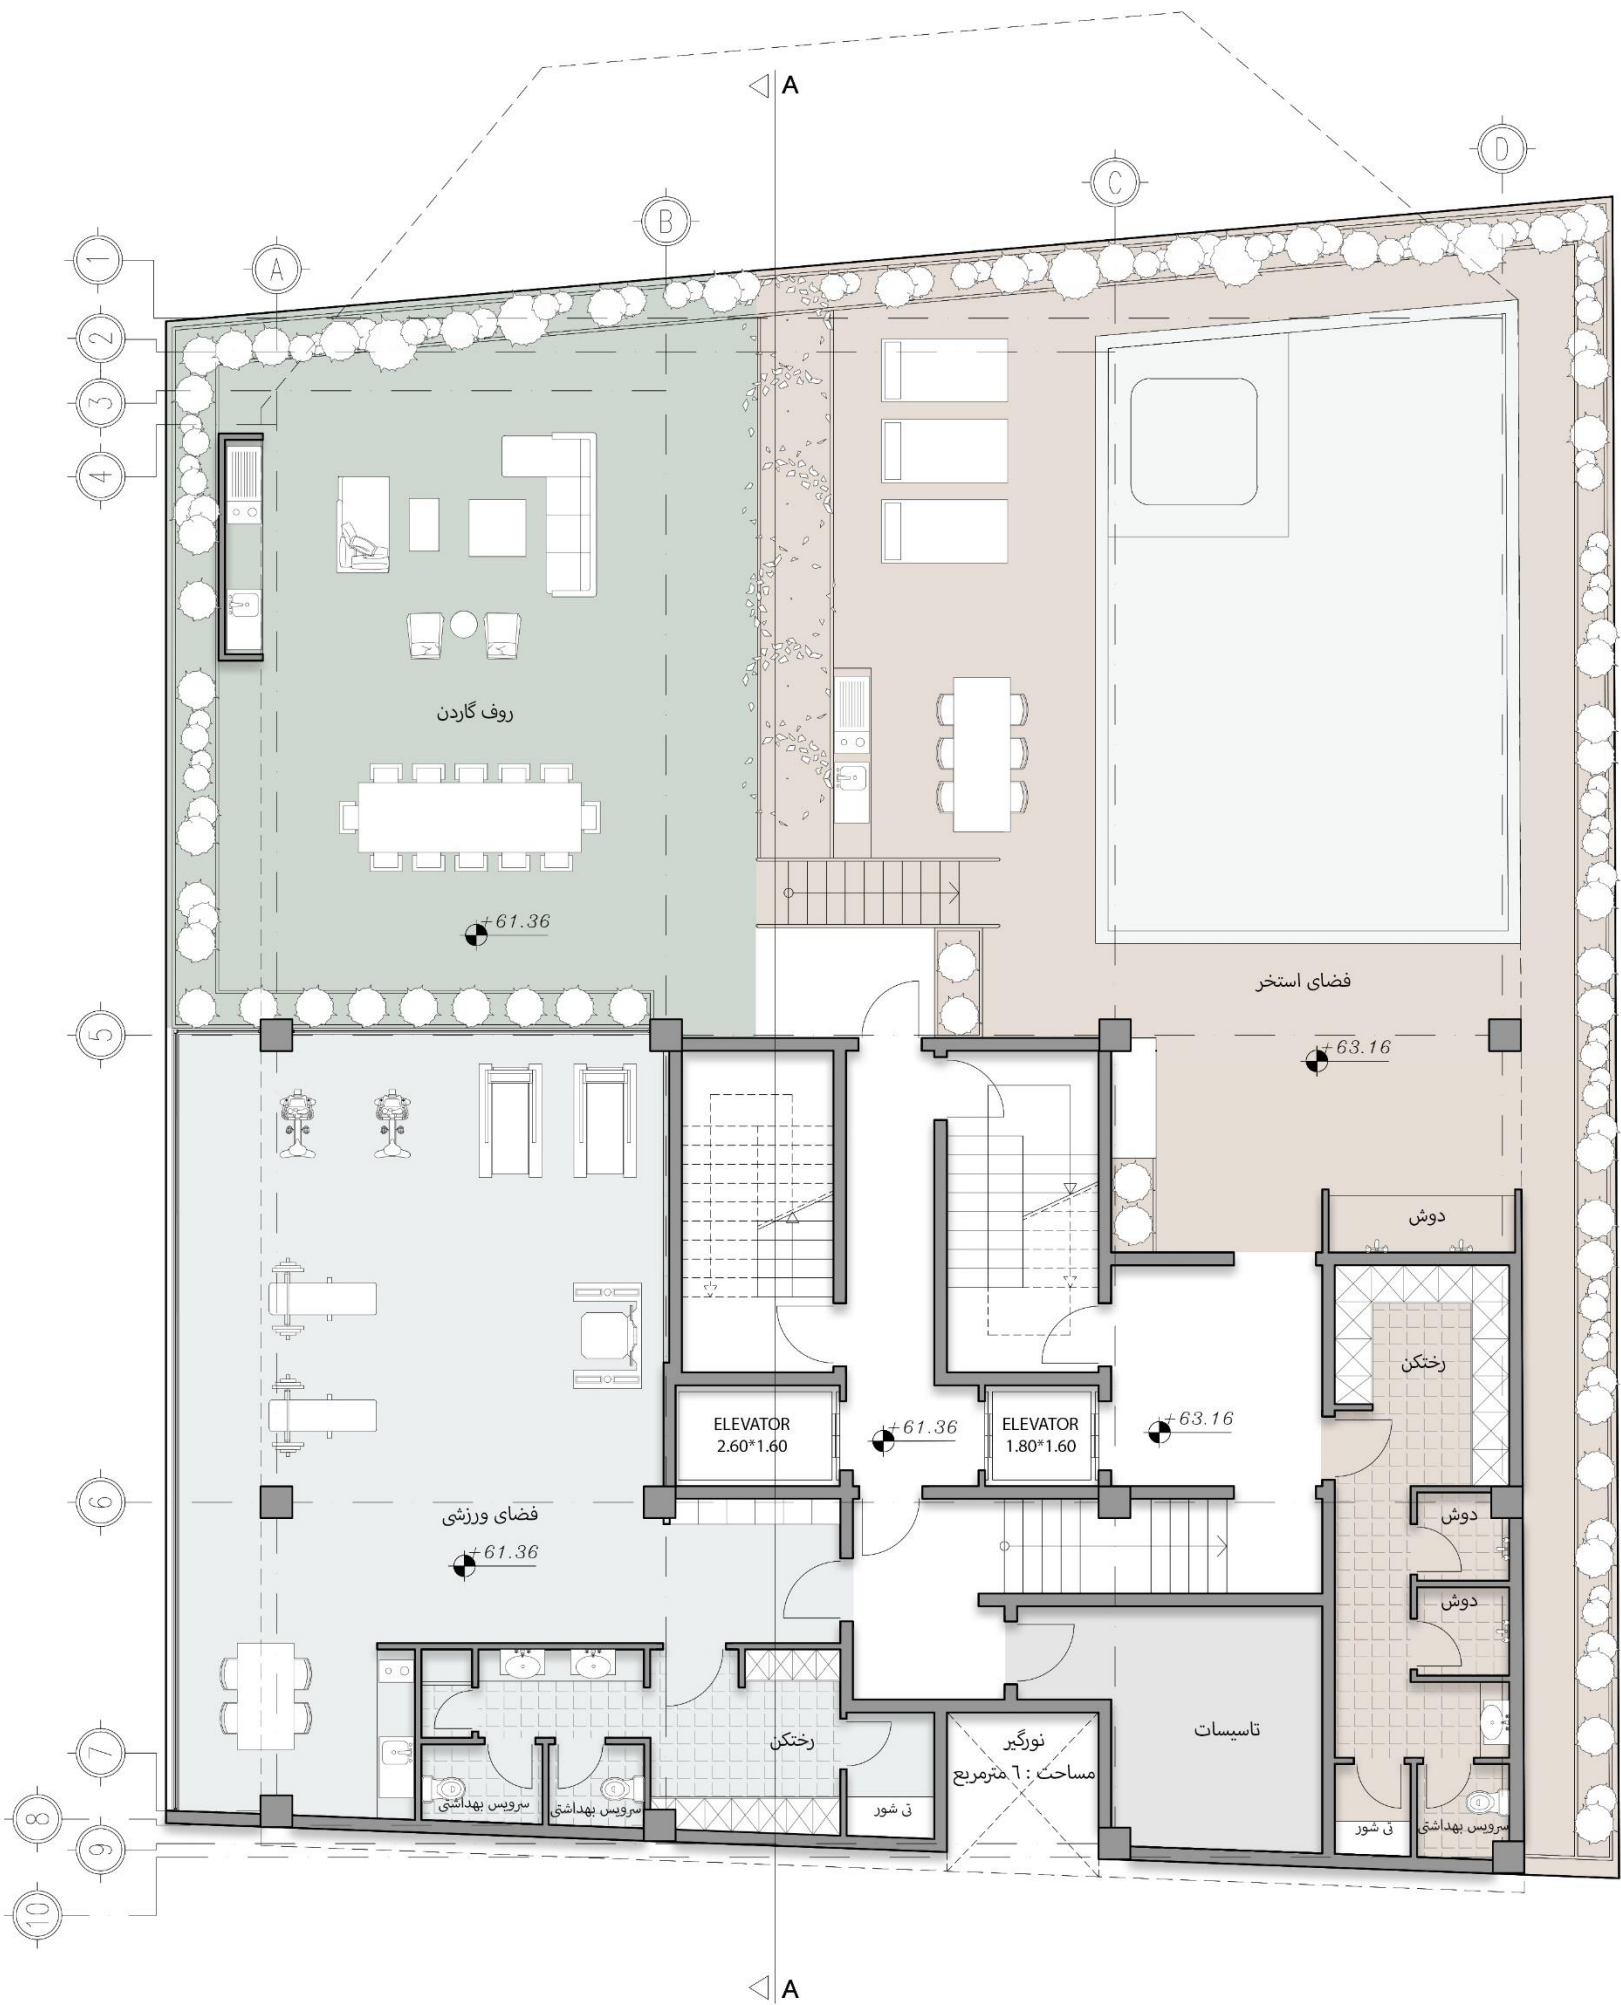 A
D
C
B
1
A
2
3
4
روف گاردن
+61.36
فضای استخر
5
+63.16
دوش
رختکن
ELEVATOR
2.60*1.60
+61.36
ELEVATOR
1.80*1.60
+63.16
6
فضای ورزشی
+61.36
دوش
دوش
7
رختکن
نورگیر
مساحت : ٦ مترمربع
تاسیسات
8
سرویس بهداشتی
سرویس بهداشتی
تی شور
تی شور
سرویس بهداشتی
9
10
A